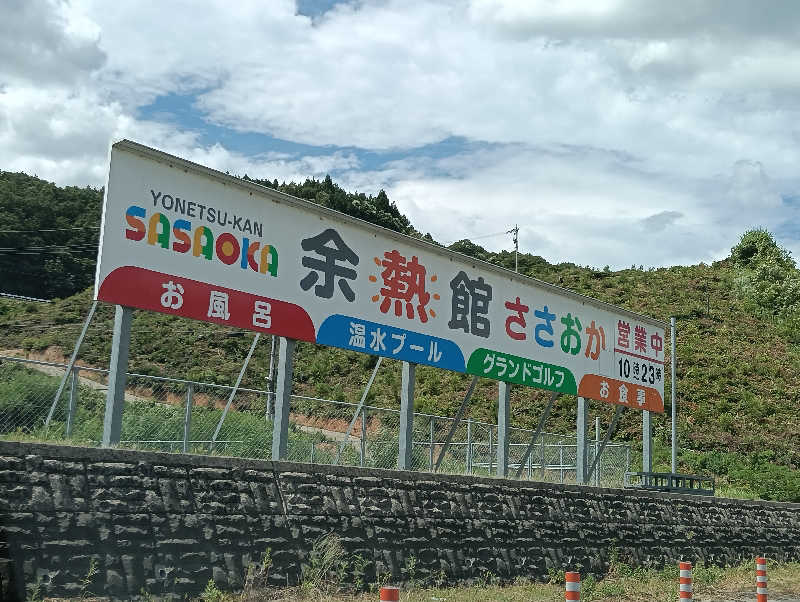 YONETSU-KAN
SASAOKA
余熱館ささおか
営業中
10時23時
お風呂
温水プール
グランドゴルフ
お食事